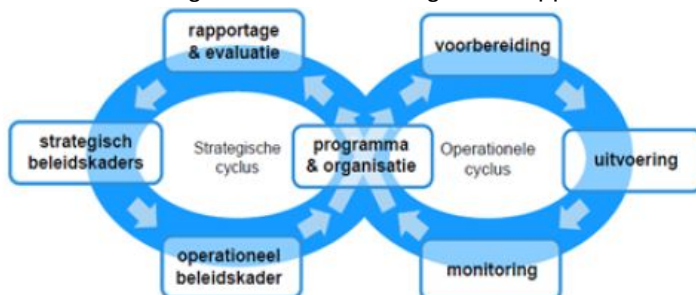 rapportage
& evaluatie
voorbereiding
strategisch
beleidskaders
Strategische
cyclus
programma
& organisatie
Operationele
cyclus
uitvoering
operationeel
beleidskader
monitoring